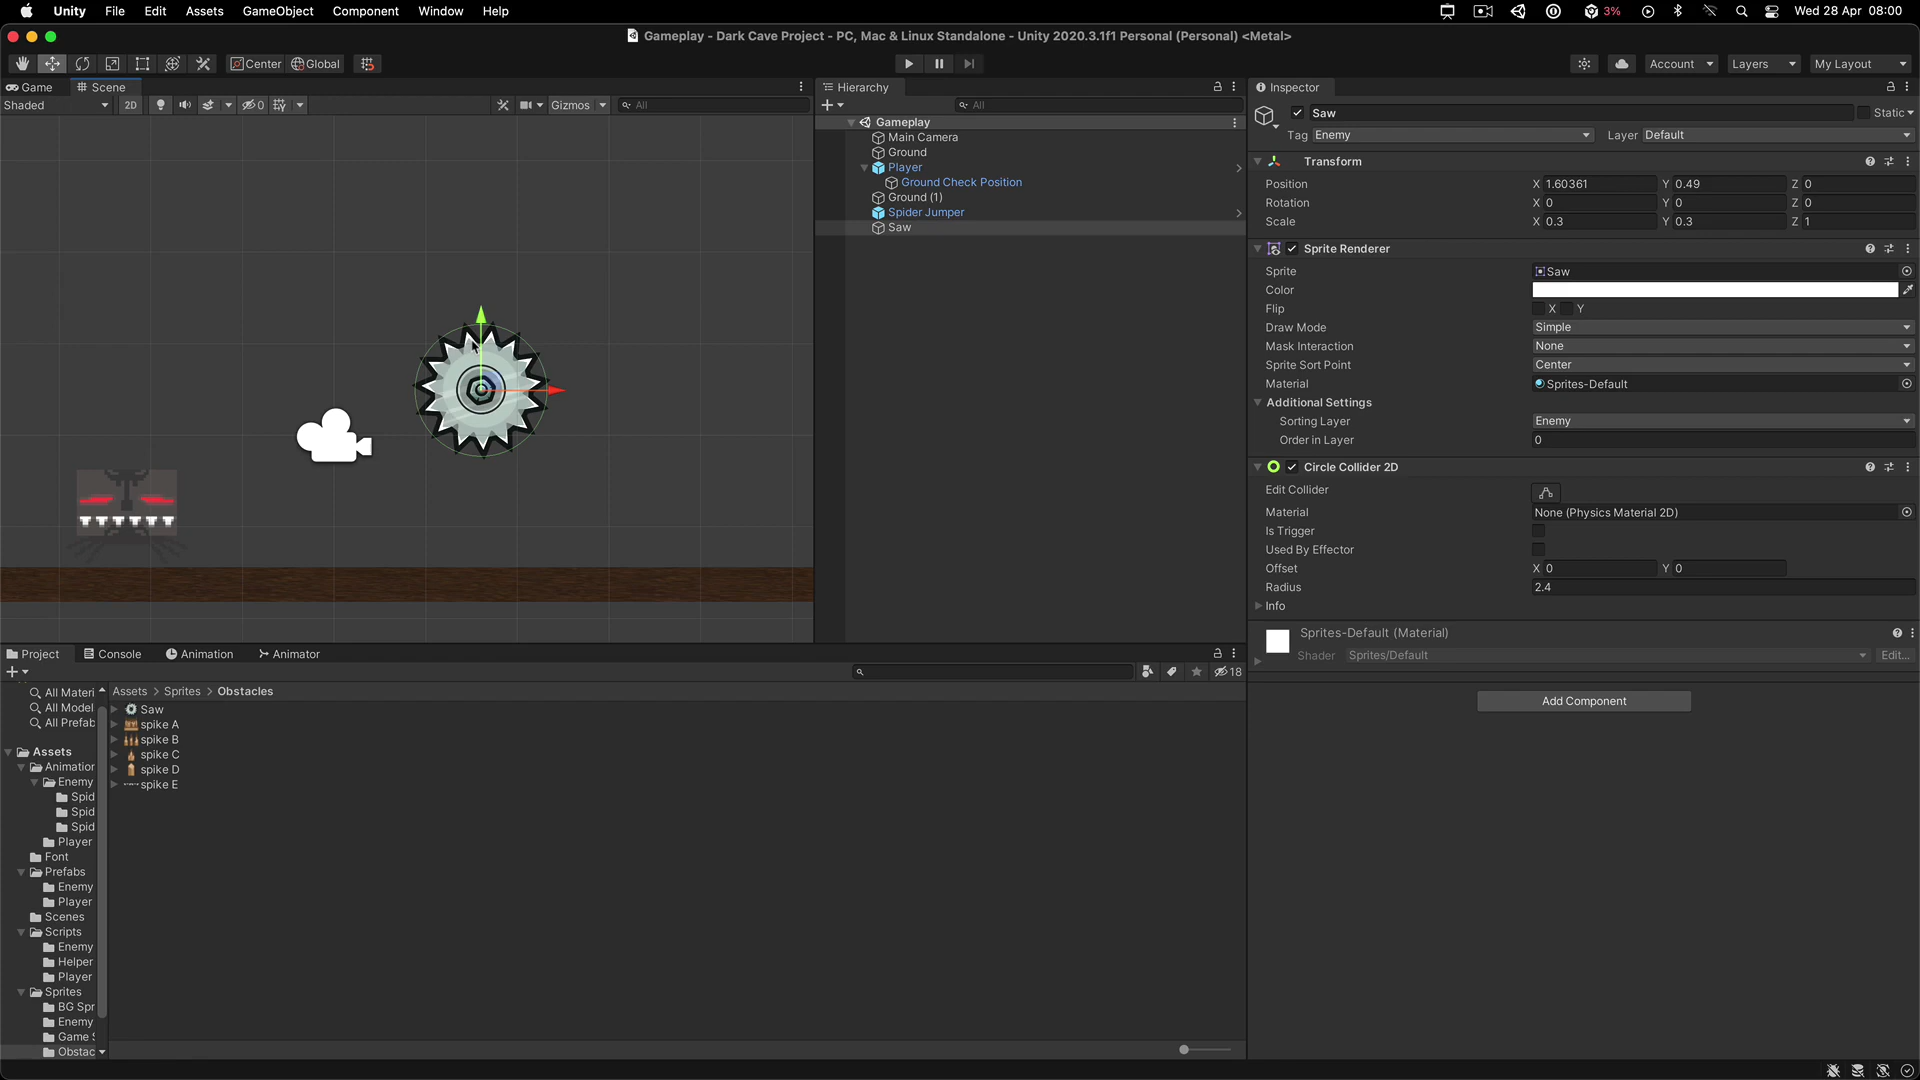 Unity File Edit Assets GameObject Component Window Help 3% Wed 28 Apr 08:00
Gameplay - Dark Cave Project - PC, Mac & Linux Standalone - Unity 2020.3.1f1 Personal (Personal) <Metal>
Center Global Account Layers My Layout
Game Scene
Shaded 2D 0 Gizmos All
Hierarchy
All
Gameplay
Main Camera
Ground
Player
Ground Check Position
Ground (1)
Spider Jumper
Saw
Inspector
Saw Static
Tag Enemy Layer Default
Transform
Position X 1.60361 Y 0.49 Z 0
Rotation X 0 Y 0 Z 0
Scale X 0.3 Y 0.3 Z 1
Sprite Renderer
Sprite Saw
Color
Flip X Y
Draw Mode Simple
Mask Interaction None
Sprite Sort Point Center
Material Sprites-Default
Additional Settings
Sorting Layer Enemy
Order in Layer 0
Circle Collider 2D
Edit Collider
Material None (Physics Material 2D)
Is Trigger
Used By Effector
Offset X 0 Y 0
Radius 2.4
Info
Sprites-Default (Material)
Shader Sprites/Default Edit...
Add Component
Project Console Animation Animator
18
All Materi
All Model
All Prefab
Assets
Animation
Enemy
Spid
Spid
Spid
Player
Font
Prefabs
Enemy
Player
Scenes
Scripts
Enemy
Helper
Player
Sprites
BG Spr
Enemy
Game S
Obstac
Assets > Sprites > Obstacles
Saw
spike A
spike B
spike C
spike D
spike E